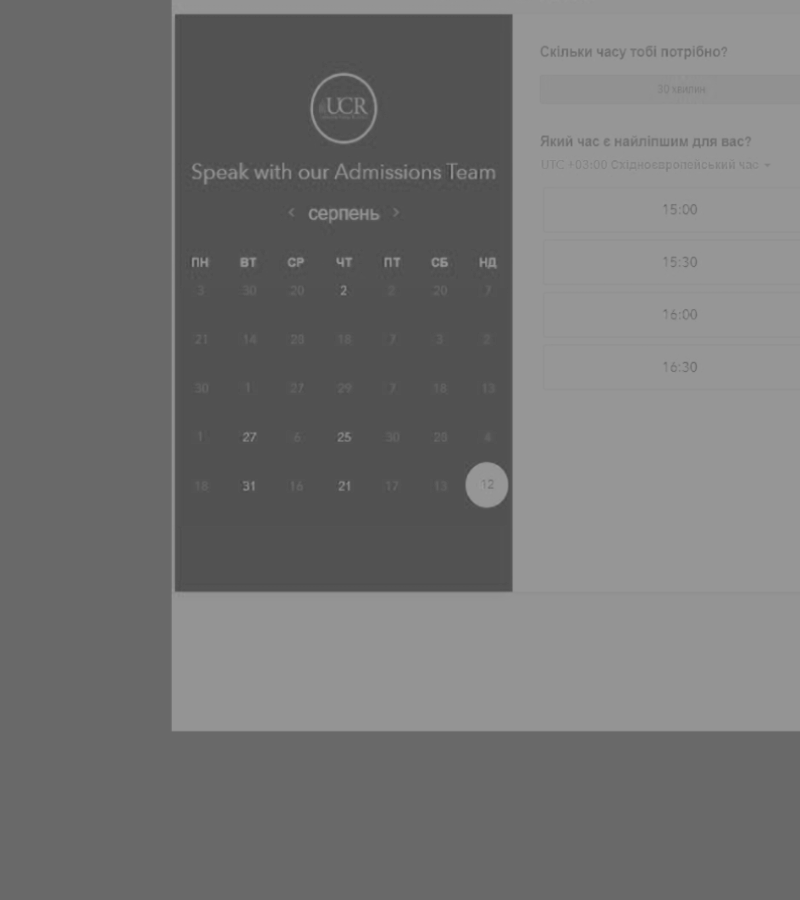 UCR
Speak with our Admissions Team
< серпень >
ПН ВТ СР ЧТ ПТ СБ НД
3 30 20 2 2 20 7
21 14 28 18 7 3 2
30 1 27 29 7 18 13
1 27 6 25 30 28 4
18 31 16 21 17 13 12
Скільки часу тобі потрібно?
30 хвилин
Який час є найліпшим для вас?
UTC +03:00 Східноєвропейський час
15:00
15:30
16:00
16:30